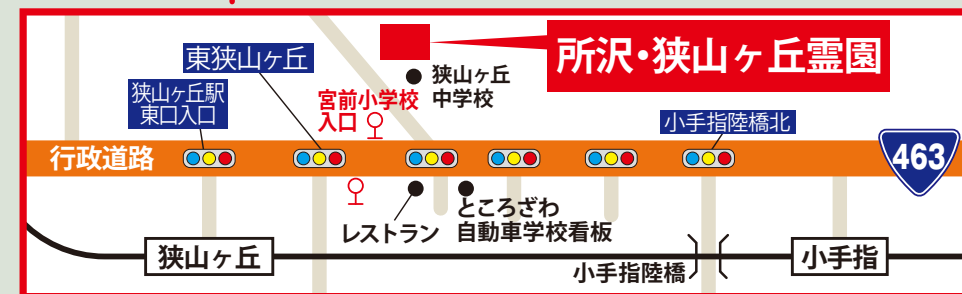 所沢・狭山ヶ丘霊園
東狭山ヶ丘
狭山ヶ丘
中学校
狭山ヶ丘駅
東口入口
宮前小学校
入口
小手指陸橋北
行政道路
463
レストラン
ところざわ
自動車学校看板
狭山ヶ丘
小手指陸橋
小手指